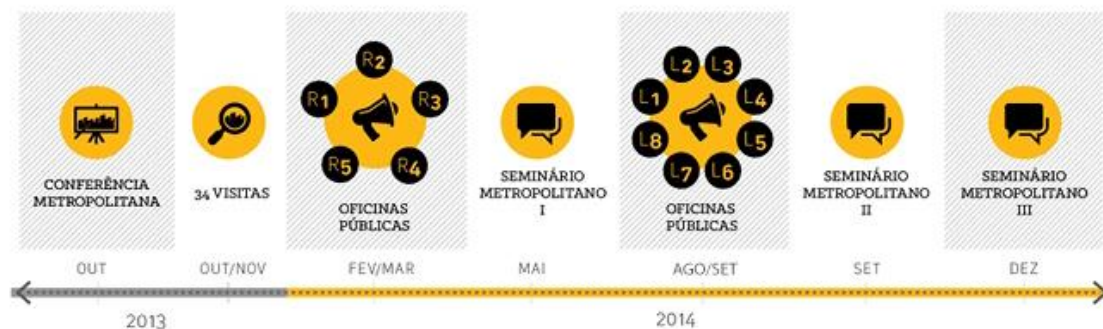 R1
R2
R3
R4
R5
L1
L2
L3
L4
L5
L6
L7
L8
CONFERÊNCIA
METROPOLITANA
34 VISITAS
OFICINAS
PÚBLICAS
SEMINÁRIO
METROPOLITANO
I
OFICINAS
PÚBLICAS
SEMINÁRIO
METROPOLITANO
II
SEMINÁRIO
METROPOLITANO
III
OUT
OUT/NOV
FEV/MAR
MAI
AGO/SET
SET
DEZ
2013
2014